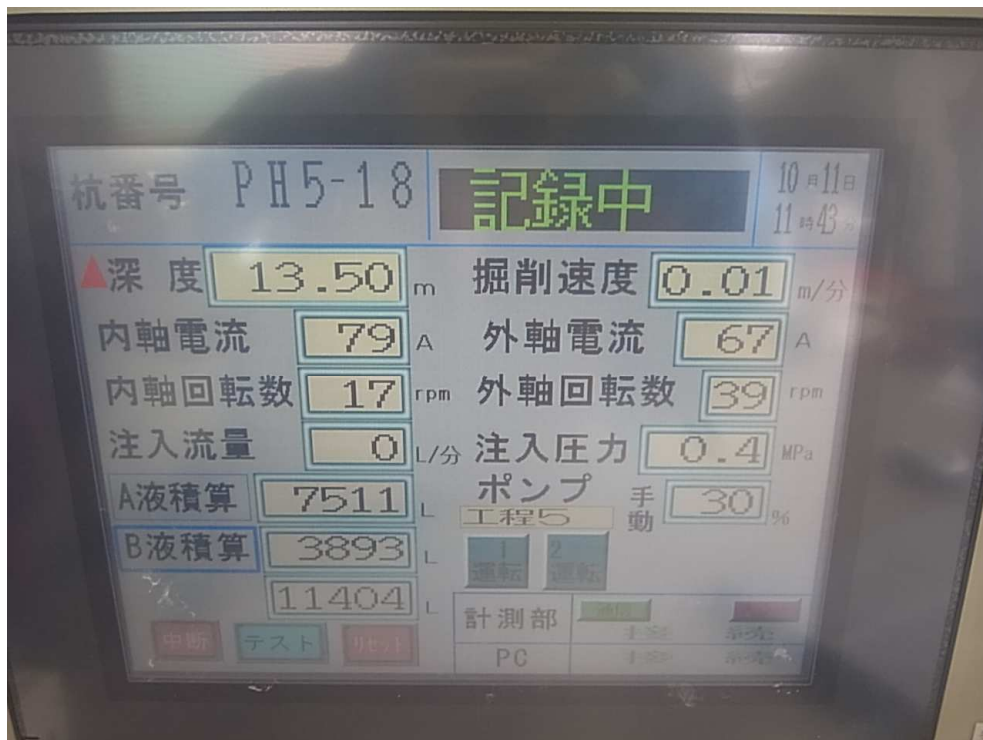 杭番号 PH5-18 記録中 10月11日
11時43分
▲深度 13.50 m 掘削速度 0.01 m/分
内軸電流 79 A 外軸電流 67 A
内軸回転数 17 rpm 外軸回転数 39 rpm
注入流量 0 L/分 注入圧力 0.4 MPa
A液積算 7511 L ポンプ 手動 30 %
工程5
B液積算 3893 L 1運転 2運転
11404 L
計測部
中断 テスト リセット
PC